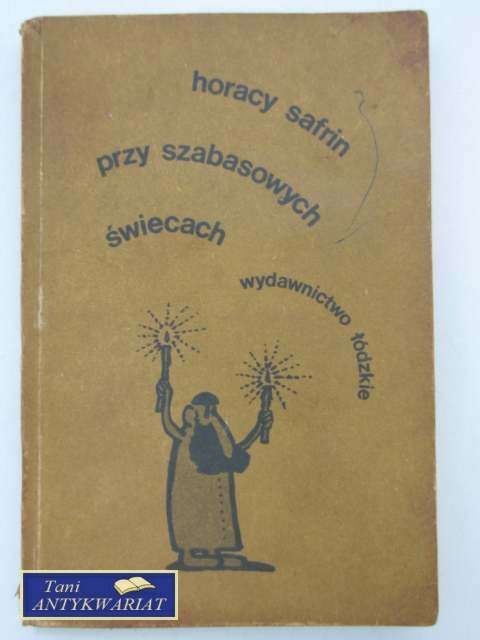 horacy safrin
przy szabasowych
świecach
wydawnictwo łódzkie
Tani
ANTYKWARIAT